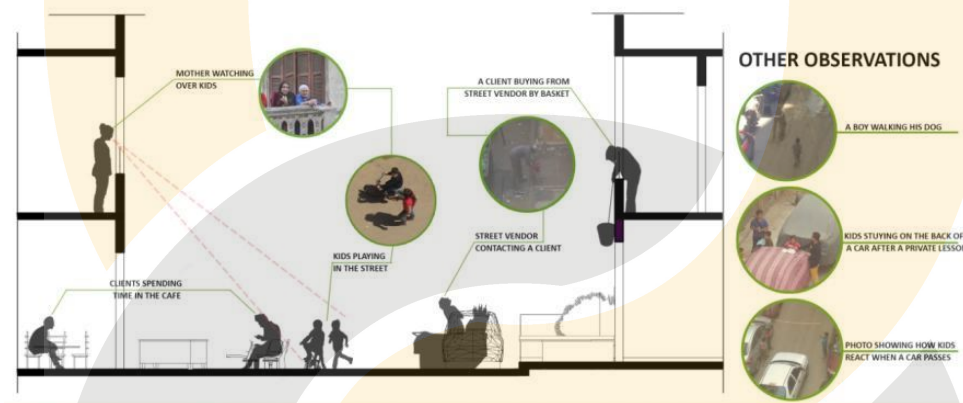 MOTHER WATCHING
OVER KIDS
A CLIENT BUYING FROM
STREET VENDOR BY BASKET
KIDS PLAYING
IN THE STREET
STREET VENDOR
CONTACTING A CLIENT
CLIENTS SPENDING
TIME IN THE CAFE
OTHER OBSERVATIONS
A BOY WALKING HIS DOG
KIDS STUYING ON THE BACK OF
A CAR AFTER A PRIVATE LESSON
PHOTO SHOWING HOW KIDS
REACT WHEN A CAR PASSES